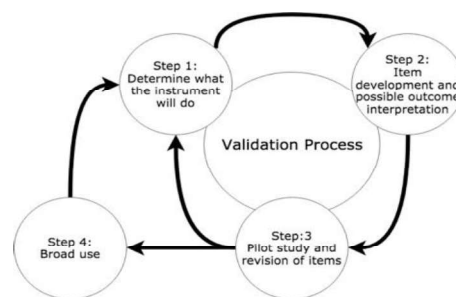 Step 1:
Determine what
the instrument
will do
Step 2:
Item
development and
possible outcome
interpretation
Validation Process
Step:3
Pilot study and
revision of items
Step 4:
Broad use